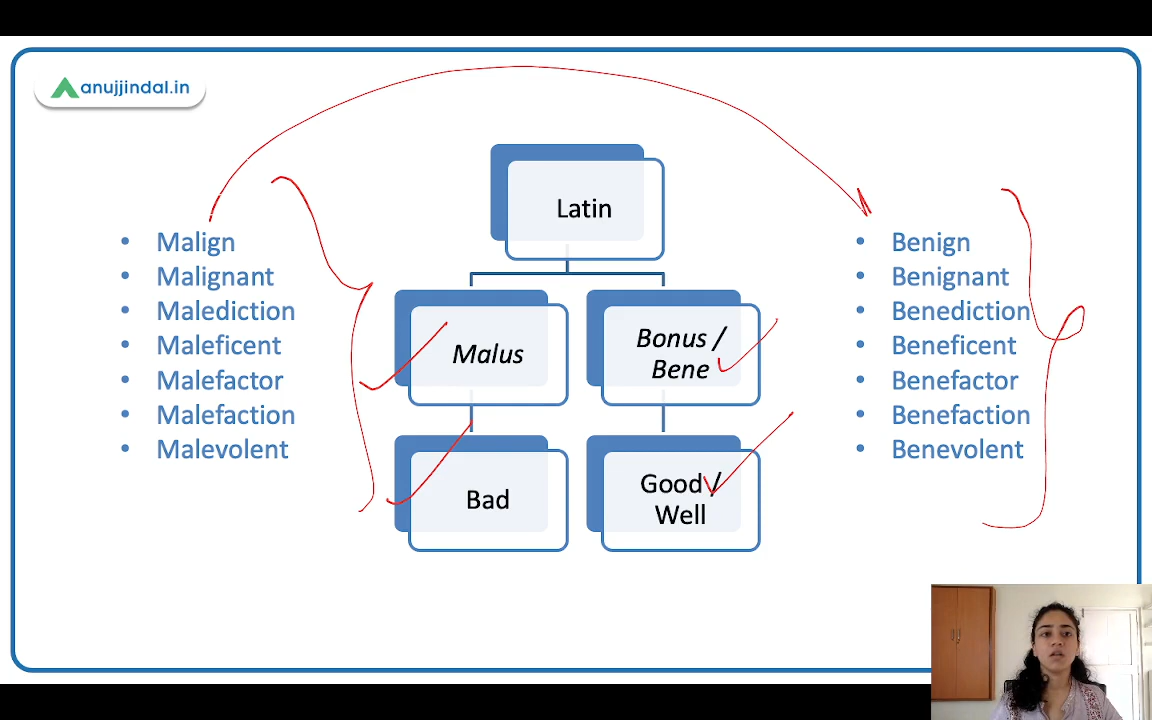 anujjindal.in
Latin
• Malign
• Malignant
• Malediction
• Maleficent
• Malefactor
• Malefaction
• Malevolent
Malus
Bad
Bonus /
Bene
Good /
Well
• Benign
• Benignant
• Benediction
• Beneficent
• Benefactor
• Benefaction
• Benevolent